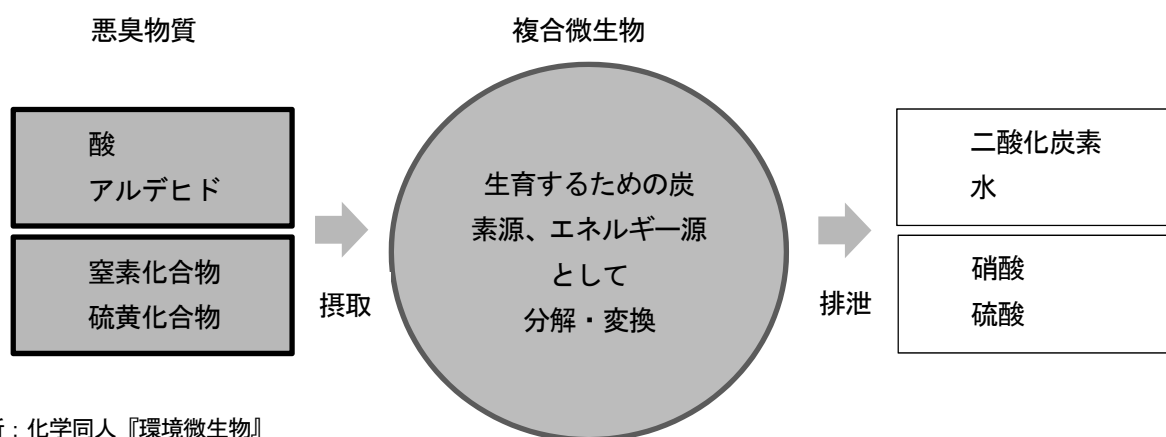 悪臭物質
複合微生物
酸
アルデヒド
窒素化合物
硫黄化合物
摂取
生育するための炭
素源、エネルギー源
として
分解・変換
排泄
二酸化炭素
水
硝酸
硫酸
：化学同人『環境微生物』